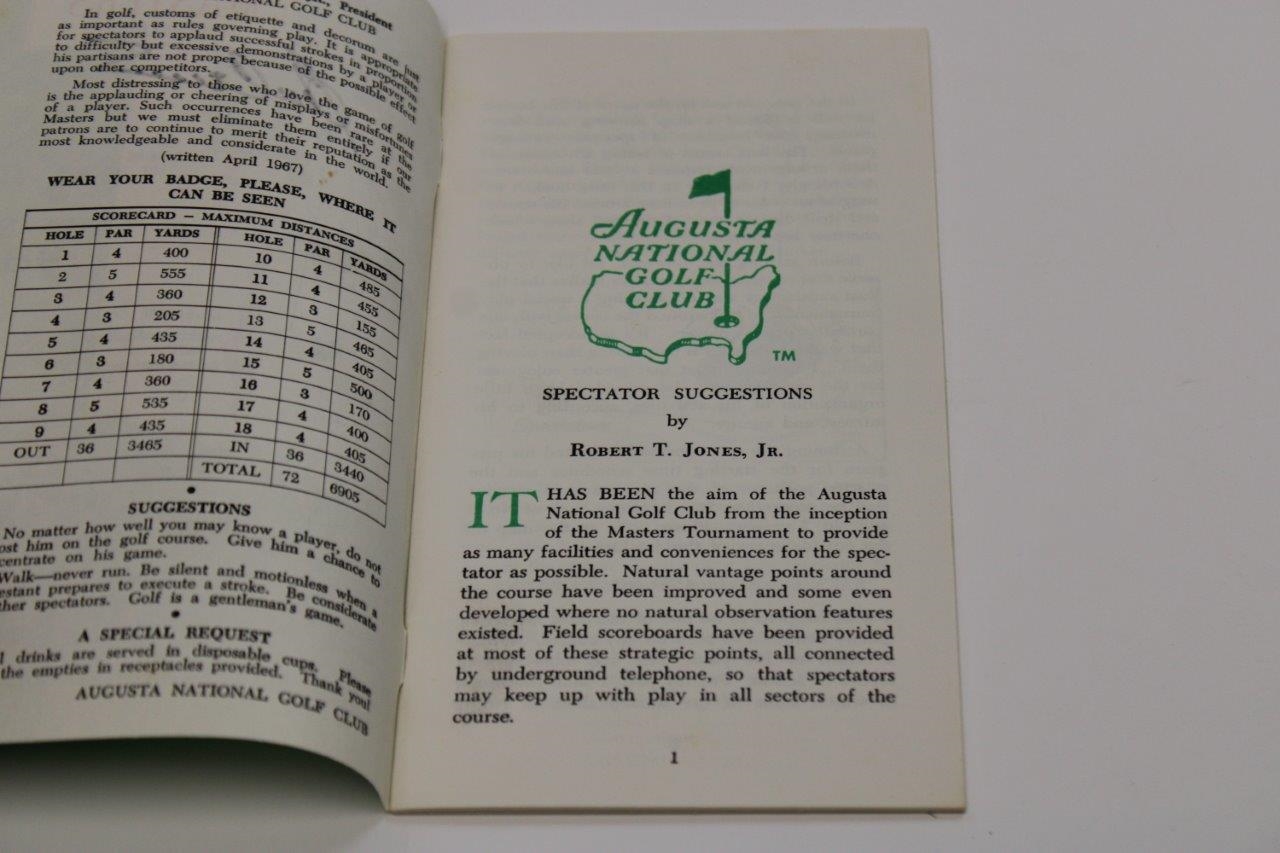 President
NATIONAL GOLF CLUB
In golf, customs of etiquette and decorum are just
as important as rules governing play. It is appropriate
for spectators to applaud successful strokes in proportion
to difficulty but excessive demonstrations by a player or
his partisans are not proper because of the possible effect
upon other competitors.
Most distressing to those who love the game of golf
is the applauding or cheering of misplays or misfortunes
of a player. Such occurrences have been rare at the
Masters but we must eliminate them entirely if our
patrons are to continue to merit their reputation as the
most knowledgeable and considerate in the world.
(written April 1967)
WEAR YOUR BADGE, PLEASE, WHERE IT
CAN BE SEEN
SCORECARD — MAXIMUM DISTANCES
HOLE PAR YARDS HOLE PAR YARDS
1 4 400 10 4 485
2 5 555 11 4 455
3 4 360 12 3 155
4 3 205 13 5 465
5 4 435 14 4 405
6 3 180 15 5 500
7 4 360 16 3 170
8 5 535 17 4 400
9 4 435 18 4 405
OUT 36 3465 IN 36 3440
TOTAL 72 6905
SUGGESTIONS
No matter how well you may know a player, do not
him on the golf course. Give him a chance to
on his game.
Walk—never run. Be silent and motionless when a
prepares to execute a stroke. Be considerate
spectators. Golf is a gentleman's game.
A SPECIAL REQUEST
drinks are served in disposable cups. Please
the empties in receptacles provided. Thank you!
AUGUSTA NATIONAL GOLF CLUB
AUGUSTA
NATIONAL
GOLF
CLUB
TM
SPECTATOR SUGGESTIONS
by
ROBERT T. JONES, JR.
IT HAS BEEN the aim of the Augusta
National Golf Club from the inception
of the Masters Tournament to provide
as many facilities and conveniences for the spec-
tator as possible. Natural vantage points around
the course have been improved and some even
developed where no natural observation features
existed. Field scoreboards have been provided
at most of these strategic points, all connected
by underground telephone, so that spectators
may keep up with play in all sectors of the
course.
1